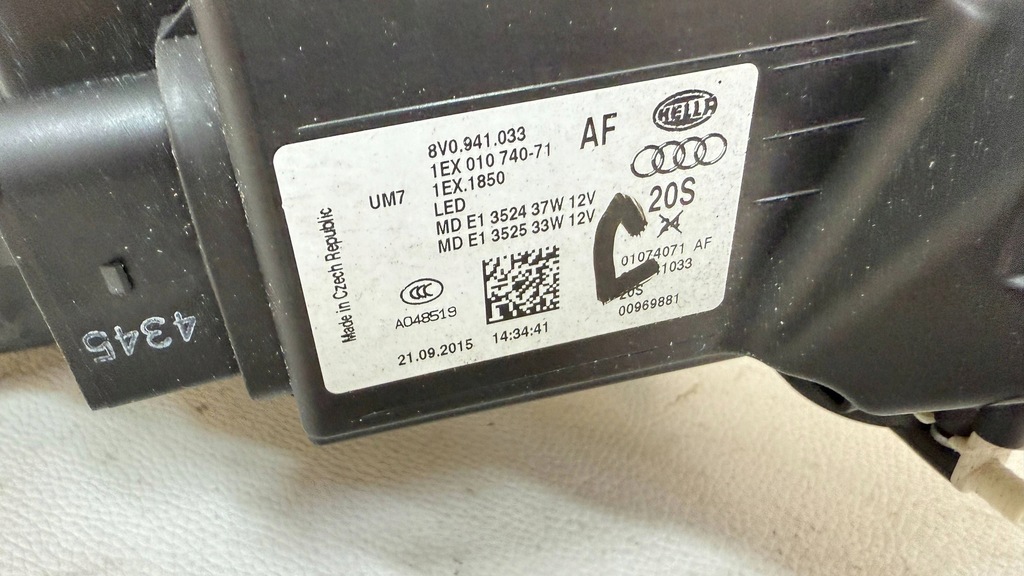 8V0.941.033
1EX 010 740-71
1EX.1850
LED
MD E1 3524 37W 12V
MD E1 3525 33W 12V
UM7
AF
HELLA
20S
Made in Czech Republic
CCC
A048519
21.09.2015 14:34:41
C
01074071 AF
1033
20S
00969881
4345